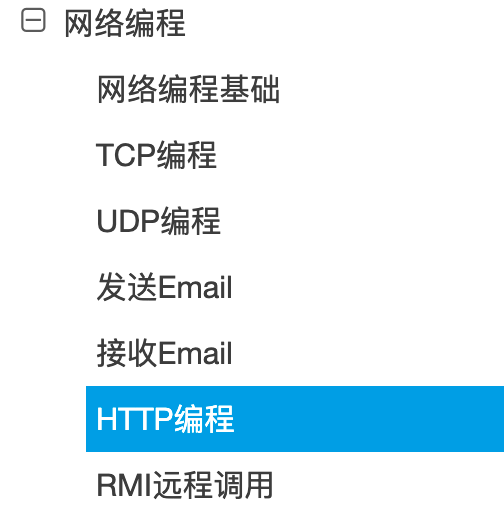 网络编程
网络编程基础
TCP编程
UDP编程
发送Email
接收Email
HTTP编程
RMI远程调用